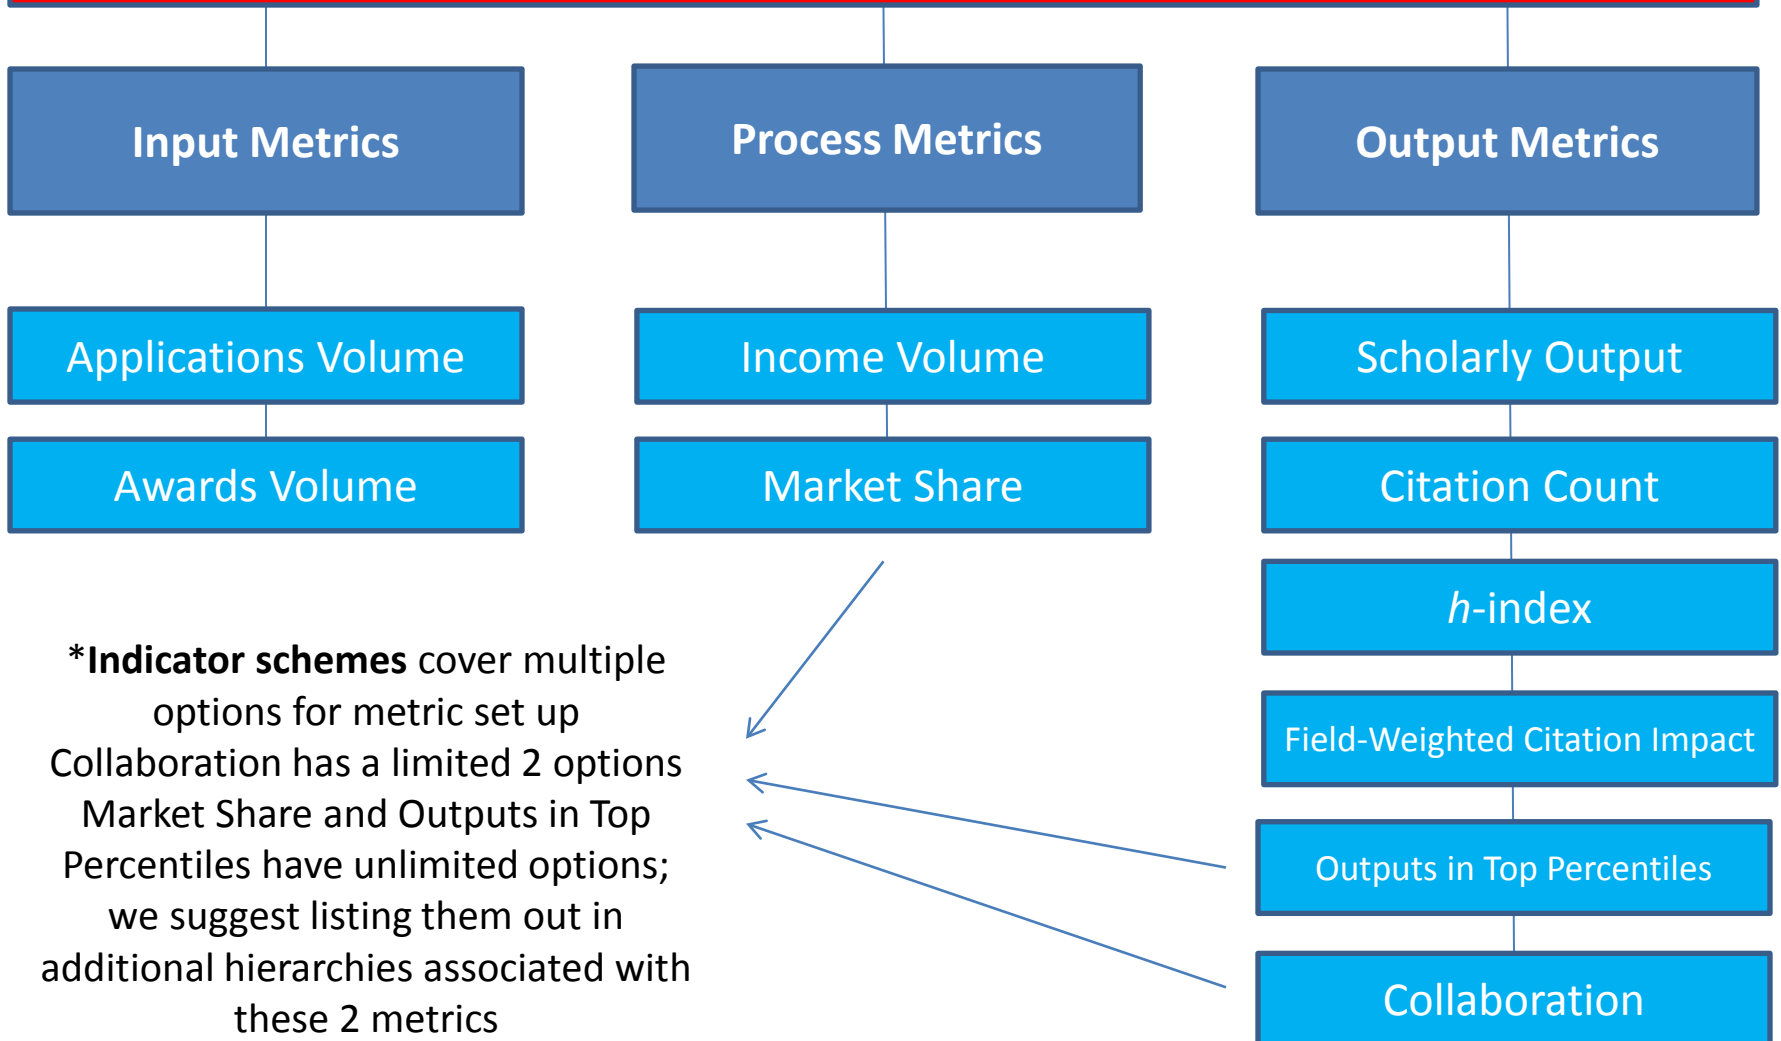 Input Metrics
Process Metrics
Output Metrics
Applications Volume
Income Volume
Scholarly Output
Awards Volume
Market Share
Citation Count
h-index
Field-Weighted Citation Impact
Outputs in Top Percentiles
Collaboration
*Indicator schemes cover multiple
options for metric set up
Collaboration has a limited 2 options
Market Share and Outputs in Top
Percentiles have unlimited options;
we suggest listing them out in
additional hierarchies associated with
these 2 metrics